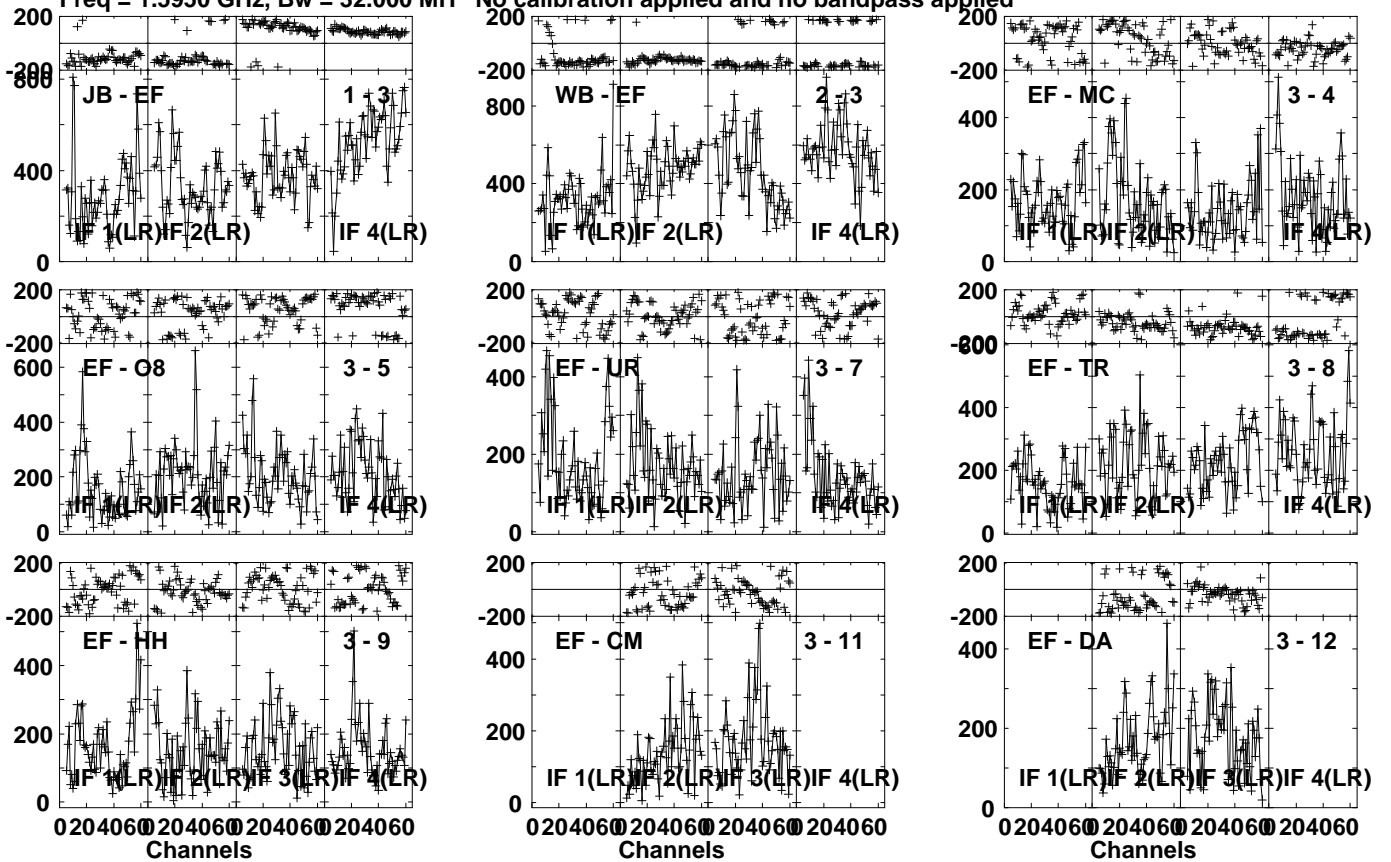 Freq = 1.5950 GHz, Bw = 32.000 MH No calibration applied and no bandpass applied
200
-200
800
400
0
JB - EF 1 - 3
IF 1(LR) IF 2(LR) IF 4(LR)
200
-200
800
400
0
WB - EF 2 - 3
IF 1(LR) IF 2(LR) IF 4(LR)
200
-200
400
200
0
EF - MC 3 - 4
IF 1(LR) IF 2(LR) IF 4(LR)
200
-200
600
400
200
0
EF - O8 3 - 5
IF 1(LR) IF 2(LR) IF 4(LR)
200
-200
400
200
0
EF - UR 3 - 7
IF 1(LR) IF 2(LR) IF 4(LR)
200
-200
600
400
200
0
EF - TR 3 - 8
IF 1(LR) IF 2(LR) IF 4(LR)
200
-200
400
200
0
EF - HH 3 - 9
IF 1(LR) IF 2(LR) IF 3(LR) IF 4(LR)
0 20 40 60 0 20 40 60 0 20 40 60 0 20 40 60
Channels
200
-200
400
200
0
EF - CM 3 - 11
IF 1(LR) IF 2(LR) IF 3(LR) IF 4(LR)
0 20 40 60 0 20 40 60 0 20 40 60 0 20 40 60
Channels
200
-200
400
200
0
EF - DA 3 - 12
IF 1(LR) IF 2(LR) IF 3(LR) IF 4(LR)
0 20 40 60 0 20 40 60 0 20 40 60 0 20 40 60
Channels